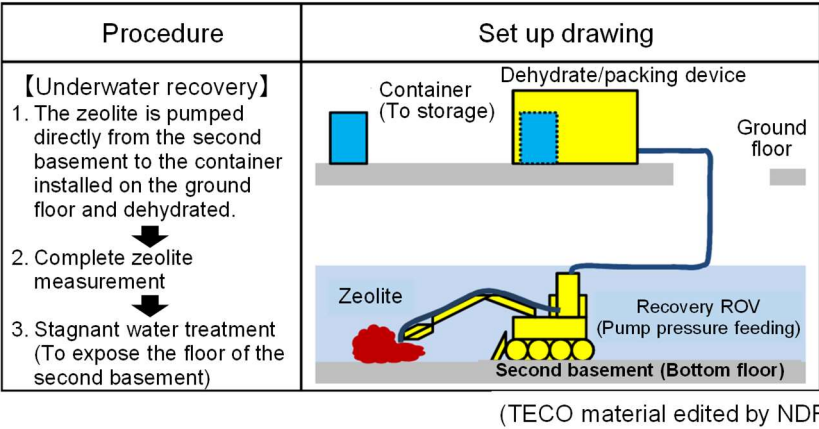 Procedure
Set up drawing
【Underwater recovery】
1. The zeolite is pumped
directly from the second
basement to the container
installed on the ground
floor and dehydrated.
2. Complete zeolite
measurement
3. Stagnant water treatment
(To expose the floor of the
second basement)
Container
(To storage)
Dehydrate/packing device
Ground
floor
Zeolite
Recovery ROV
(Pump pressure feeding)
Second basement (Bottom floor)
(TECO material edited by NDF